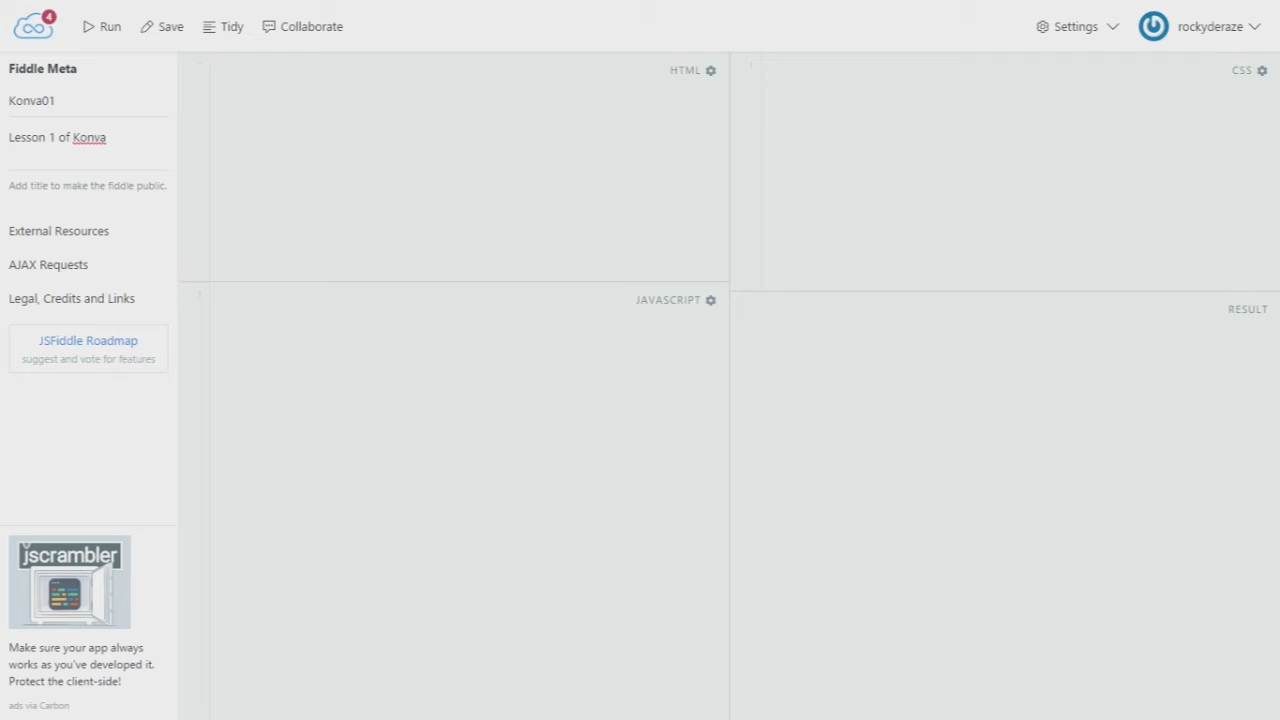 4
Run
Save
Tidy
Collaborate
Settings
rockyderaze
Fiddle Meta
Konva01
Lesson 1 of Konva
Add title to make the fiddle public.
External Resources
AJAX Requests
Legal, Credits and Links
JSFiddle Roadmap
suggest and vote for features
jscrambler
Make sure your app always
works as you've developed it.
Protect the client-side!
ads via Carbon
HTML
CSS
JAVASCRIPT
RESULT